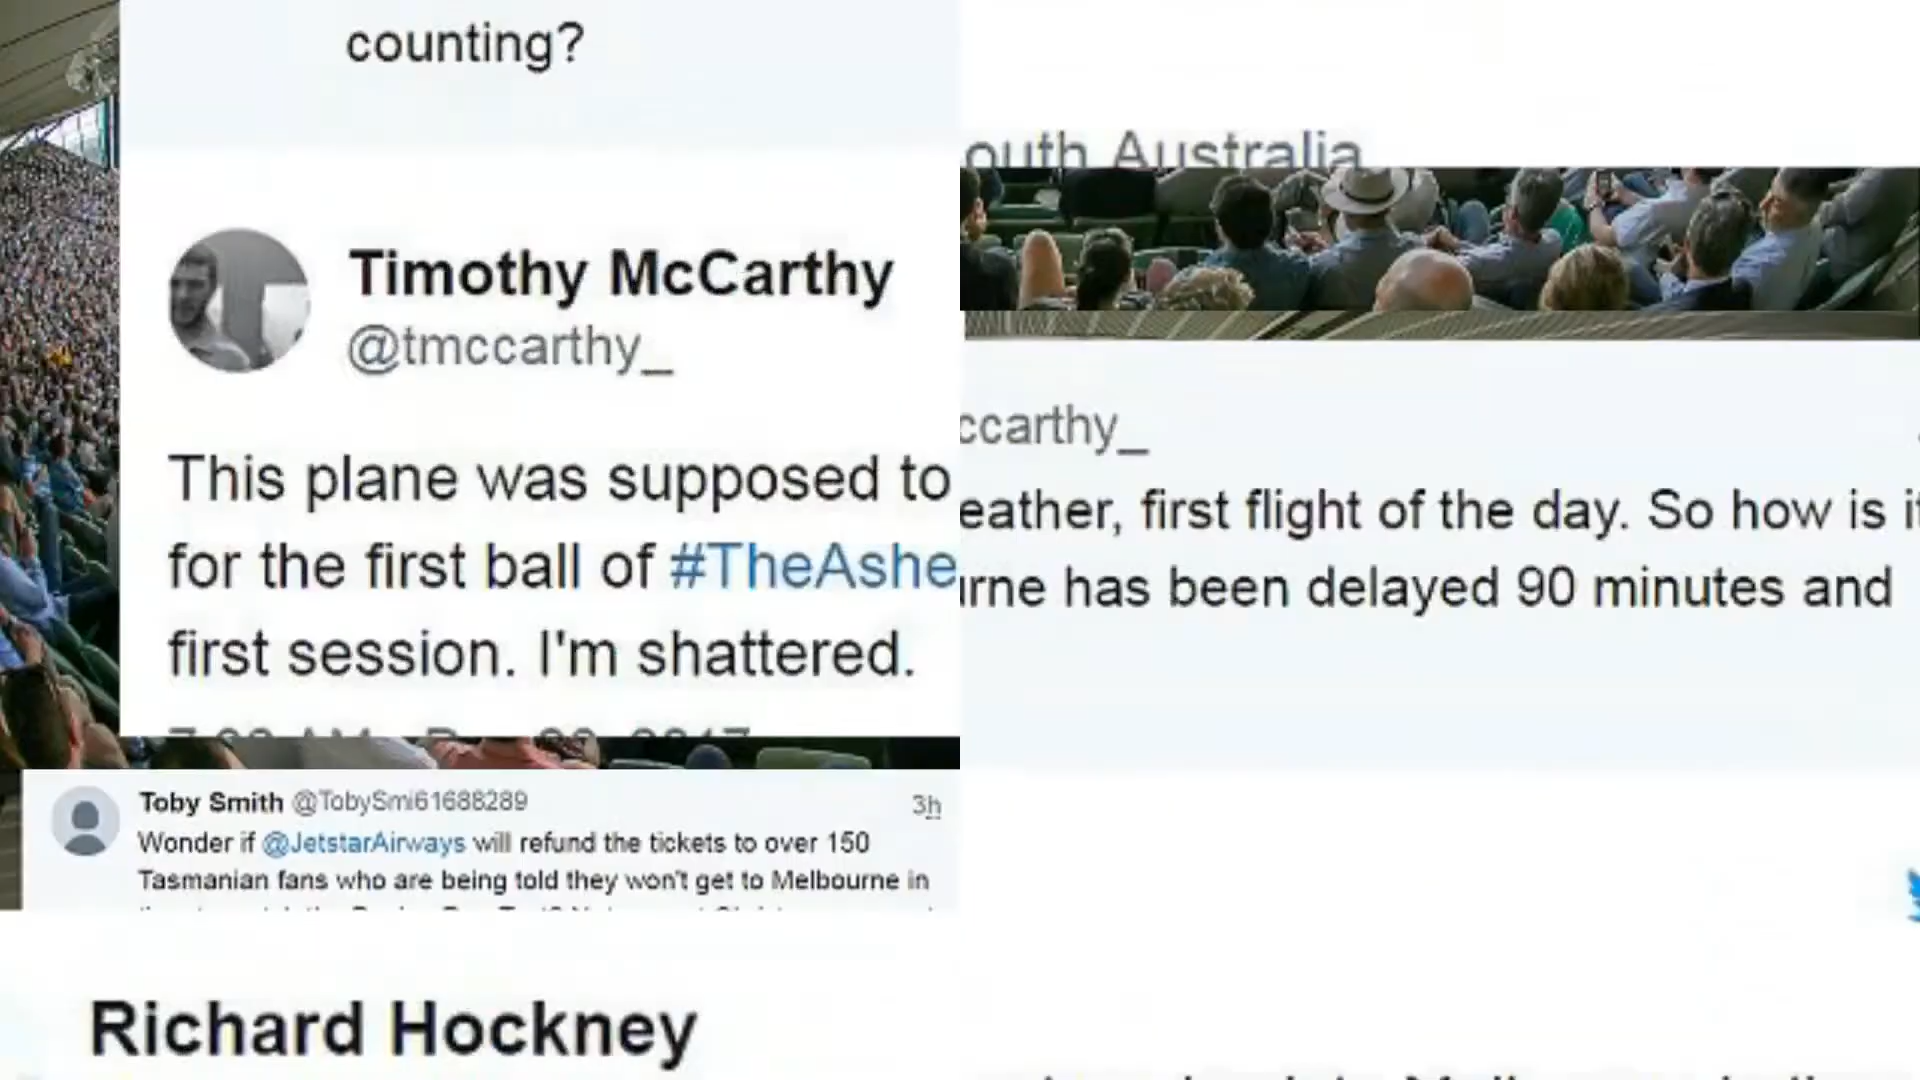 counting?
Timothy McCarthy
@tmccarthy_
This plane was supposed to
for the first ball of #TheAshe
first session. I'm shattered.
Toby Smith @TobySmi61688289 3h
Wonder if @JetstarAirways will refund the tickets to over 150
Tasmanian fans who are being told they won't get to Melbourne in
Richard Hockney
outh Australia
ccarthy_
eather, first flight of the day. So how is it
urne has been delayed 90 minutes and